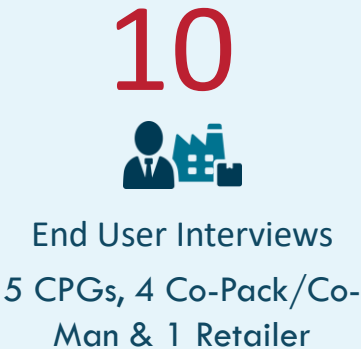 10
End User Interviews
5 CPGs, 4 Co-Pack/Co-
Man & 1 Retailer